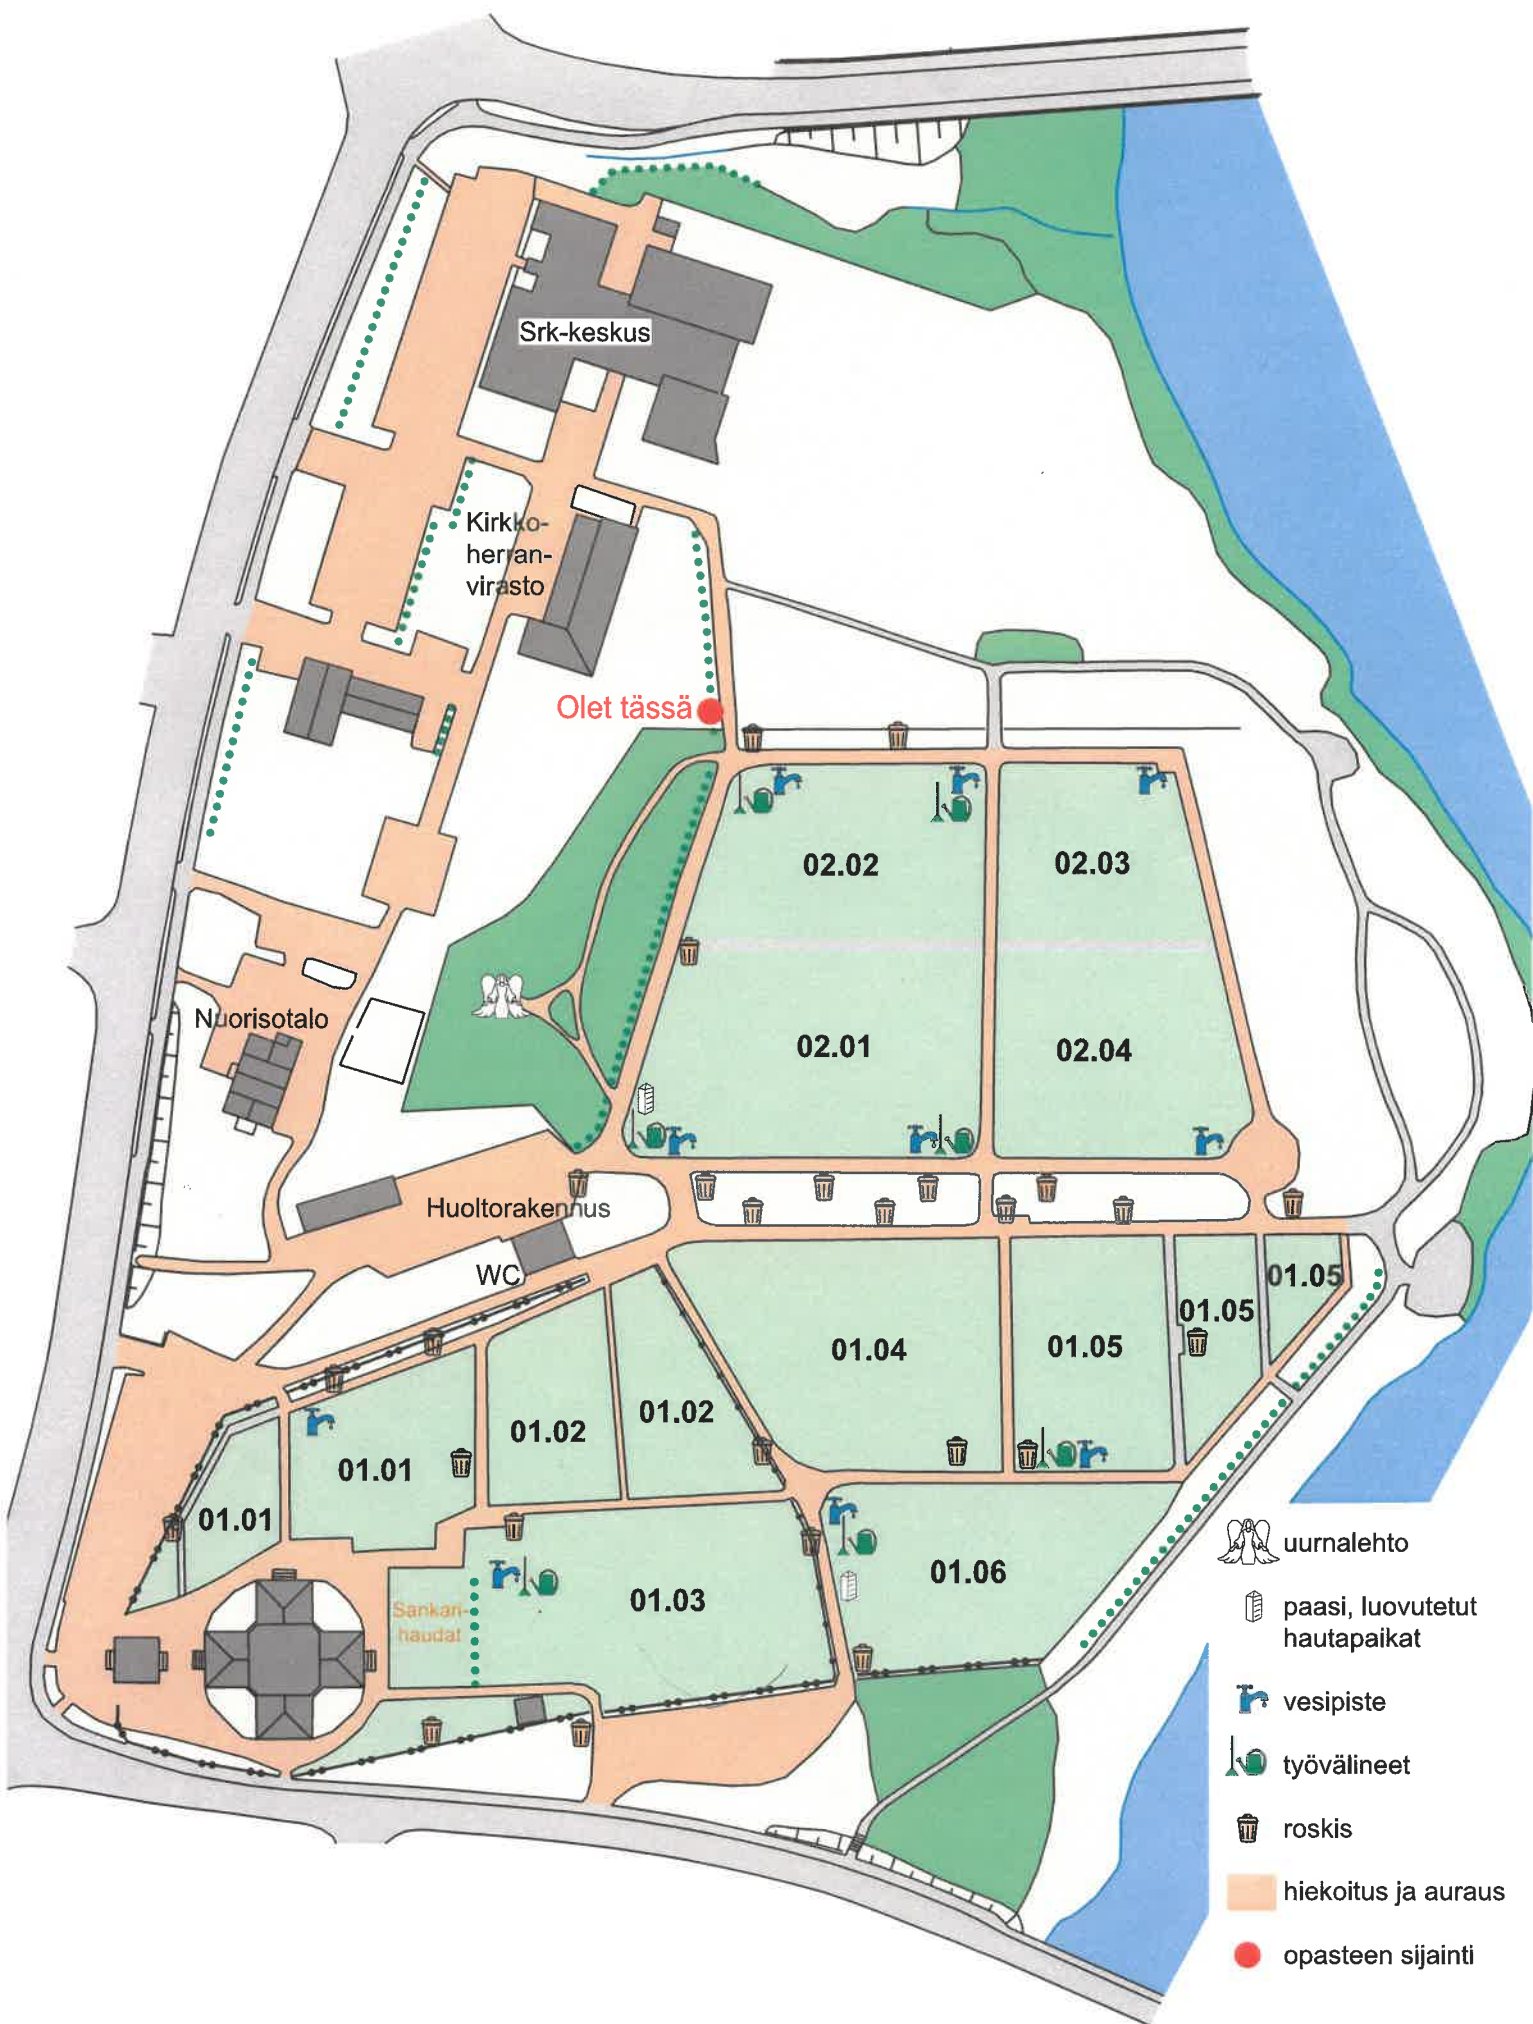 Srk-keskus
Kirkko-
herran-
virasto
Olet tässä
02.02
02.03
Nuorisotalo
02.01
02.04
Huoltorakennus
WC
01.05
01.05
01.04
01.05
01.02
01.02
01.01
01.01
Sankari-
haudat
01.03
01.06
uurnalehto
paasi, luovutetut
hautapaikat
vesipiste
työvälineet
roskis
hiekoitus ja auraus
opasteen sijainti